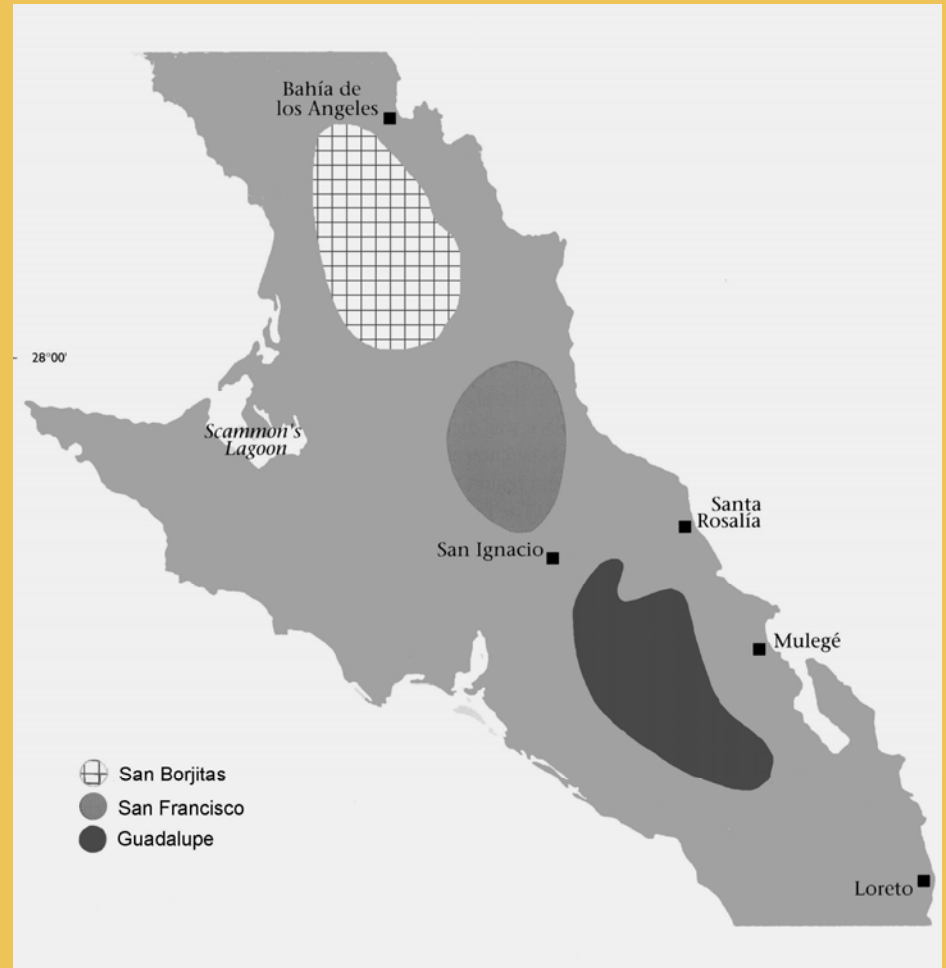 Bahía de
los Angeles
28°00'
Scammon's
Lagoon
Santa
Rosalía
San Ignacio
Mulegé
San Borjitas
San Francisco
Guadalupe
Loreto